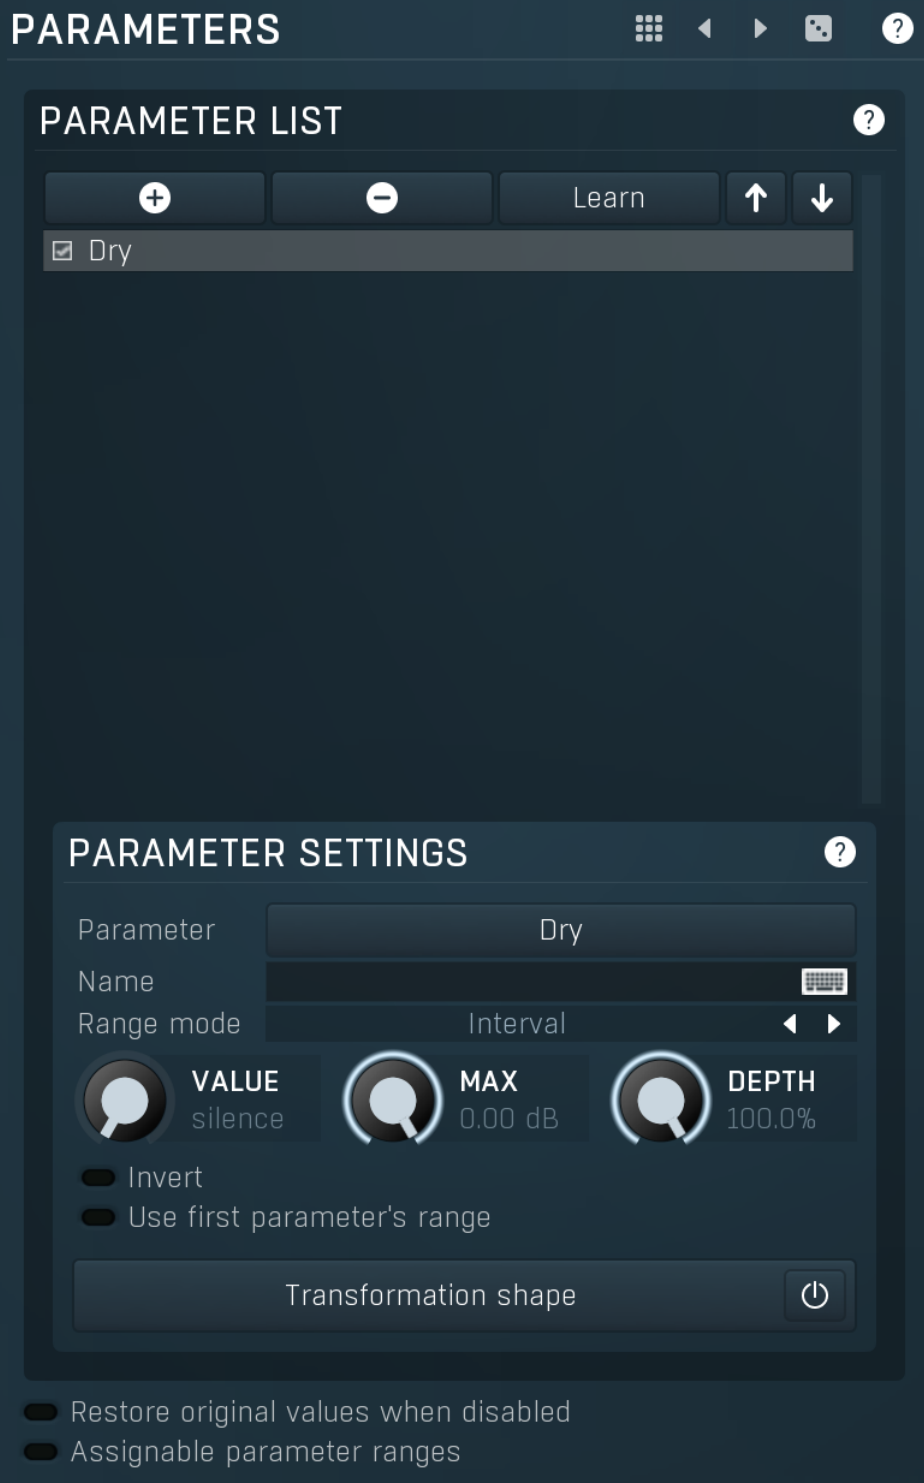 PARAMETERS ?
PARAMETER LIST ?
Learn
Dry
PARAMETER SETTINGS ?
Parameter Dry
Name
Range mode Interval
VALUE MAX DEPTH
silence 0.00 dB 100.0%
Invert
Use first parameter's range
Transformation shape
Restore original values when disabled
Assignable parameter ranges